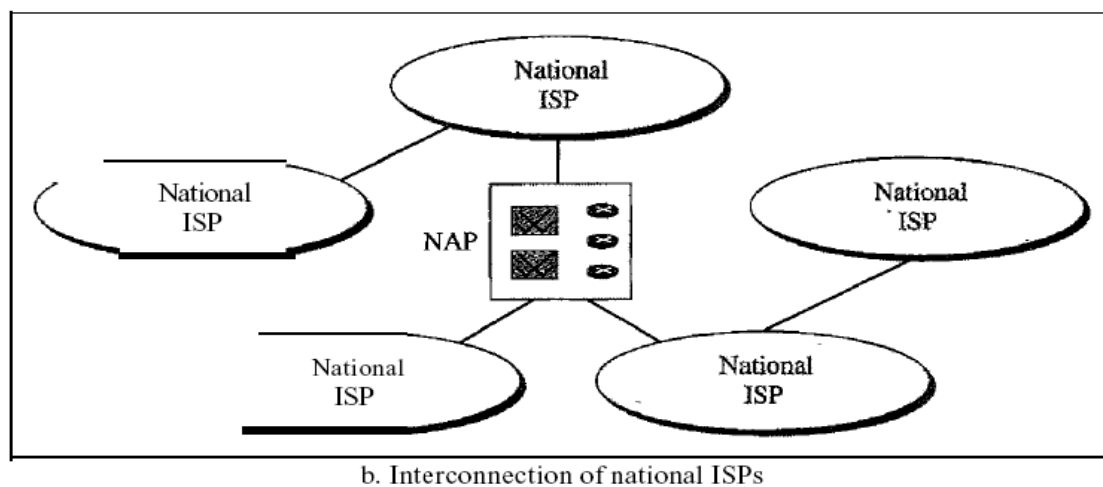 National
ISP
National
ISP
National
ISP
NAP
National
ISP
National
ISP
b. Interconnection of national ISPs